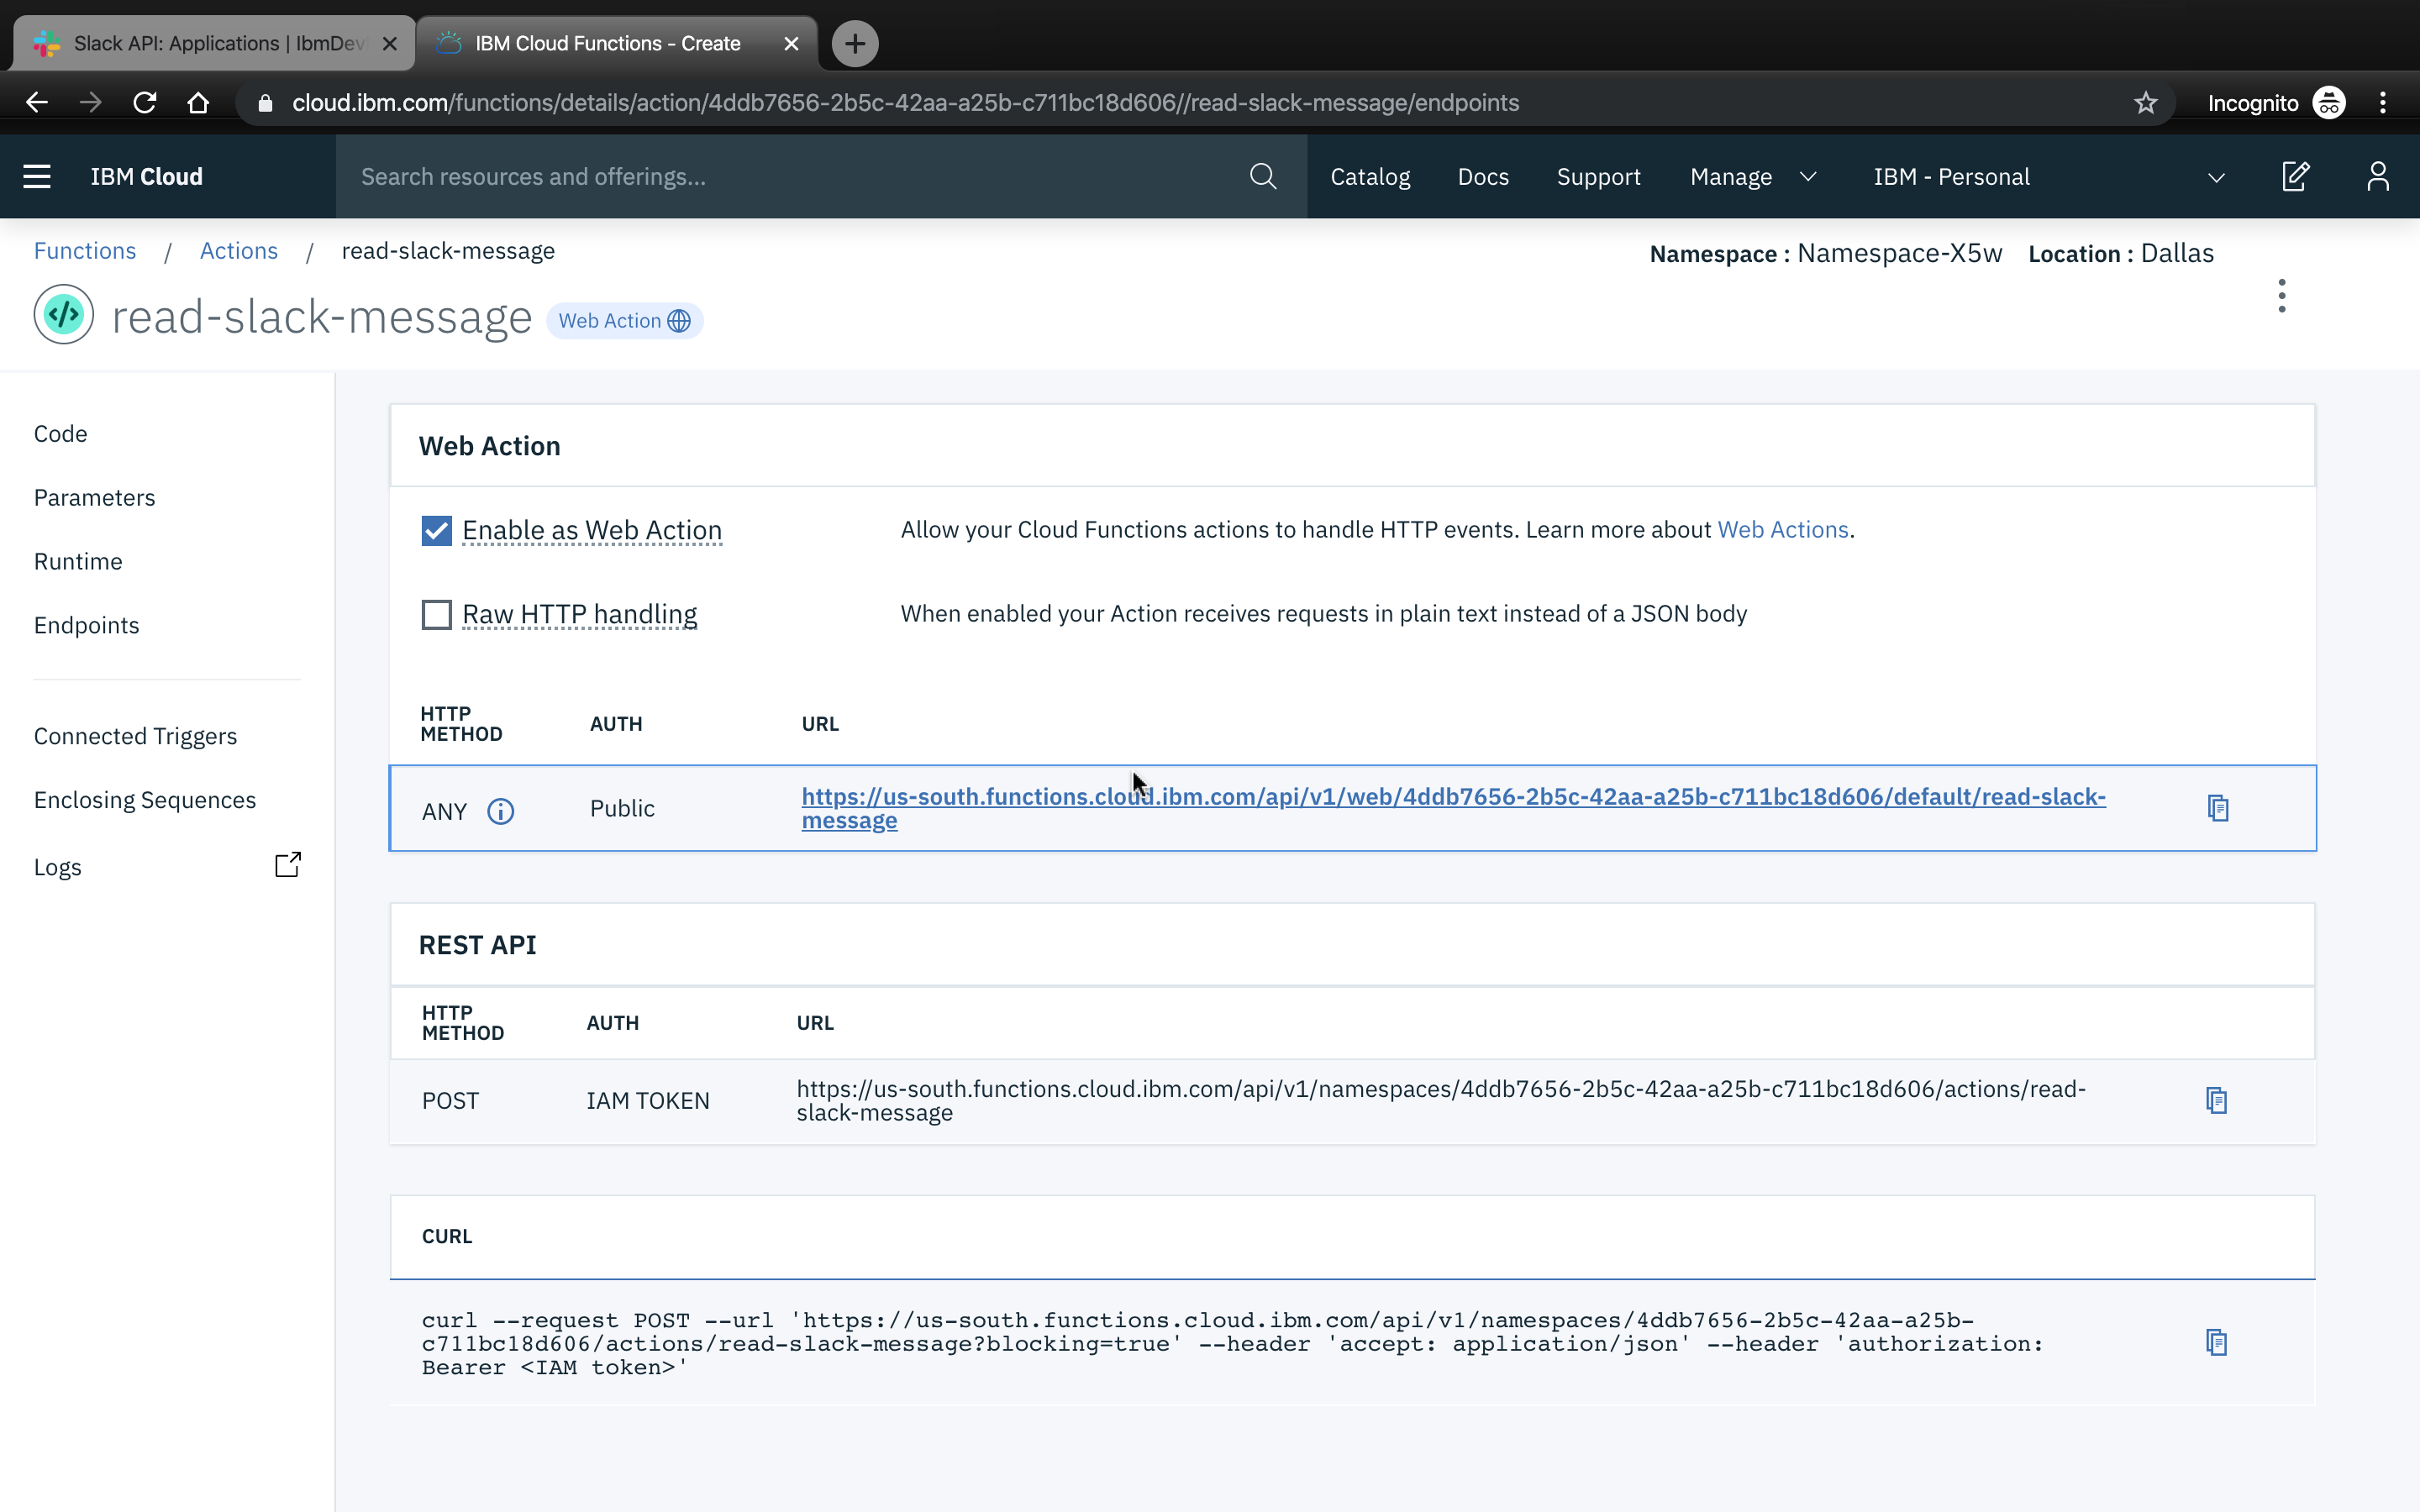 Slack API: Applications | IbmDev
IBM Cloud Functions - Create
cloud.ibm.com/functions/details/action/4ddb7656-2b5c-42aa-a25b-c711bc18d606//read-slack-message/endpoints
Incognito
IBM Cloud
Search resources and offerings...
Catalog
Docs
Support
Manage
IBM - Personal
Functions / Actions / read-slack-message
Namespace : Namespace-X5w Location : Dallas
read-slack-message
Web Action
Code
Parameters
Runtime
Endpoints
Connected Triggers
Enclosing Sequences
Logs
Web Action
Enable as Web Action
Allow your Cloud Functions actions to handle HTTP events. Learn more about Web Actions.
Raw HTTP handling
When enabled your Action receives requests in plain text instead of a JSON body
HTTP
METHOD
AUTH
URL
ANY
Public
https://us-south.functions.cloud.ibm.com/api/v1/web/4ddb7656-2b5c-42aa-a25b-c711bc18d606/default/read-slack-
message
REST API
HTTP
METHOD
AUTH
URL
POST
IAM TOKEN
https://us-south.functions.cloud.ibm.com/api/v1/namespaces/4ddb7656-2b5c-42aa-a25b-c711bc18d606/actions/read-
slack-message
CURL
curl --request POST --url 'https://us-south.functions.cloud.ibm.com/api/v1/namespaces/4ddb7656-2b5c-42aa-a25b-
c711bc18d606/actions/read-slack-message?blocking=true' --header 'accept: application/json' --header 'authorization:
Bearer <IAM token>'